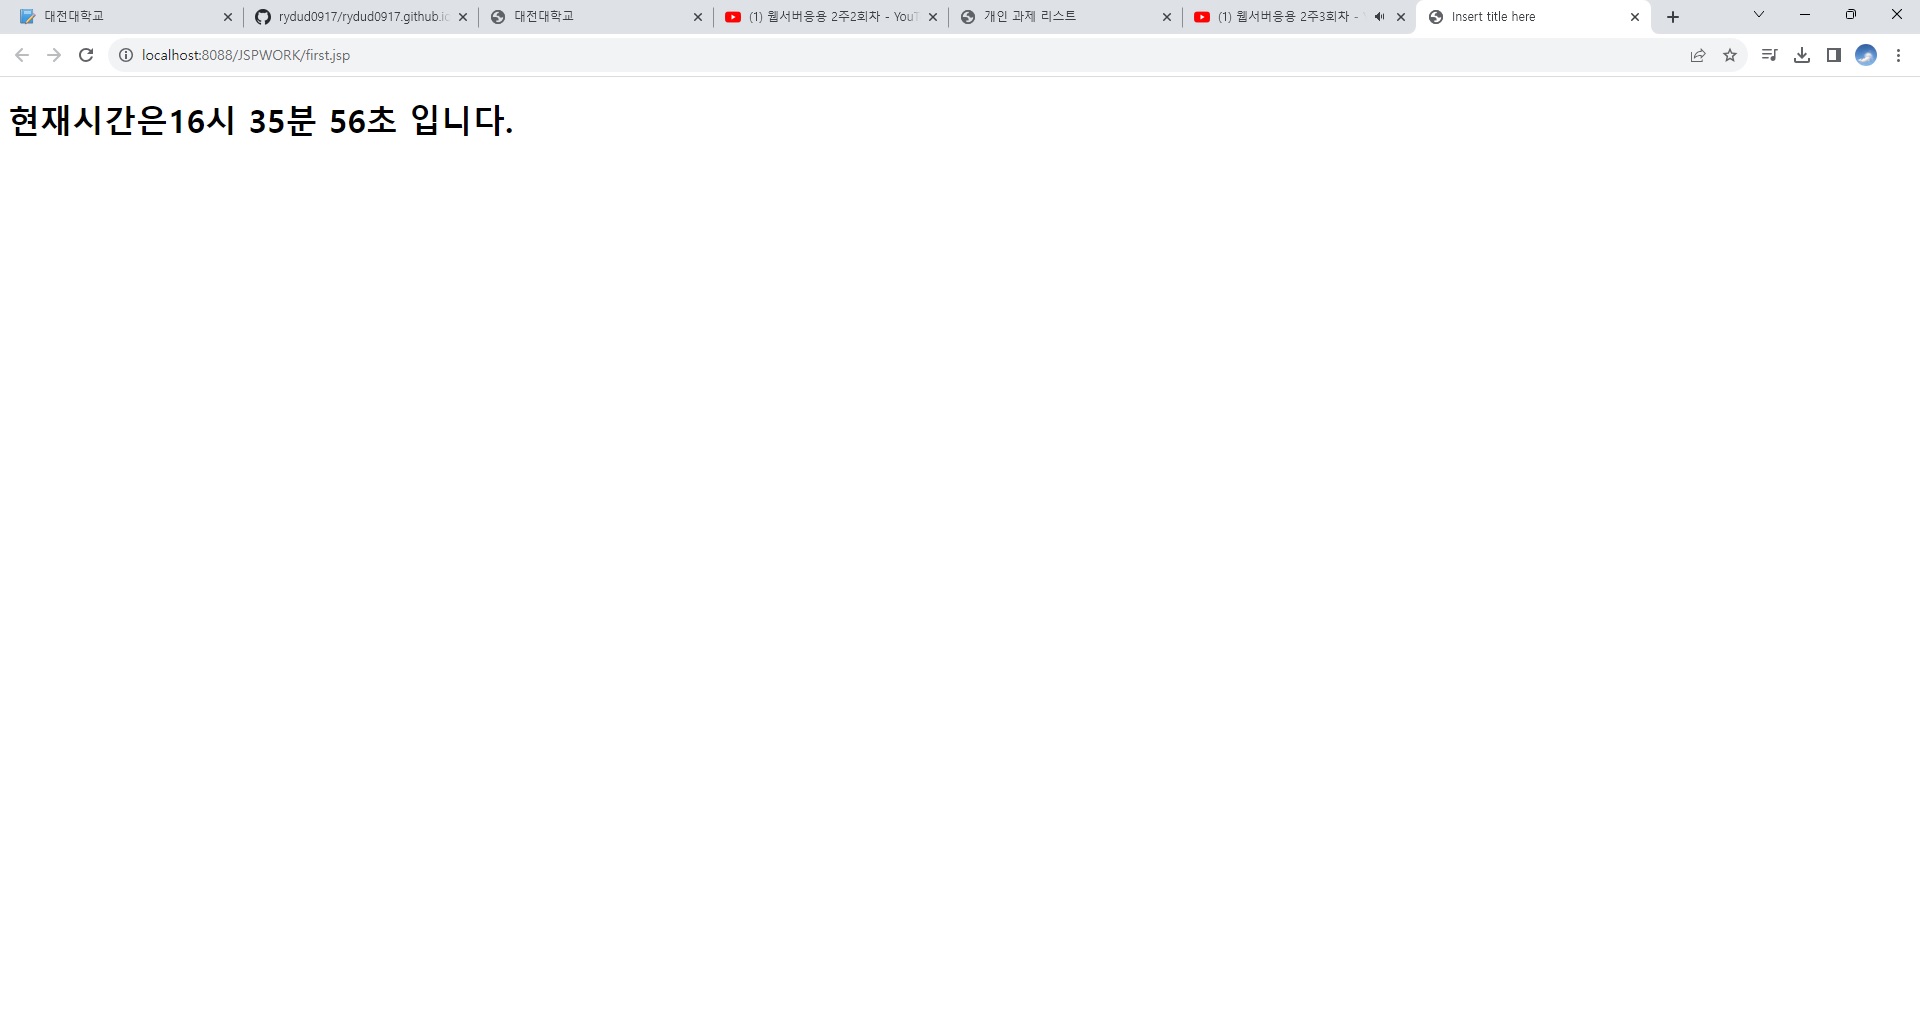 대전대학교
rydud0917/rydud0917.github.io
대전대학교
(1) 웹서버응용 2주2회차 - YouT
개인 과제 리스트
(1) 웹서버응용 2주3회차 -
Insert title here
localhost:8088/JSPWORK/first.jsp
현재시간은16시 35분 56초 입니다.